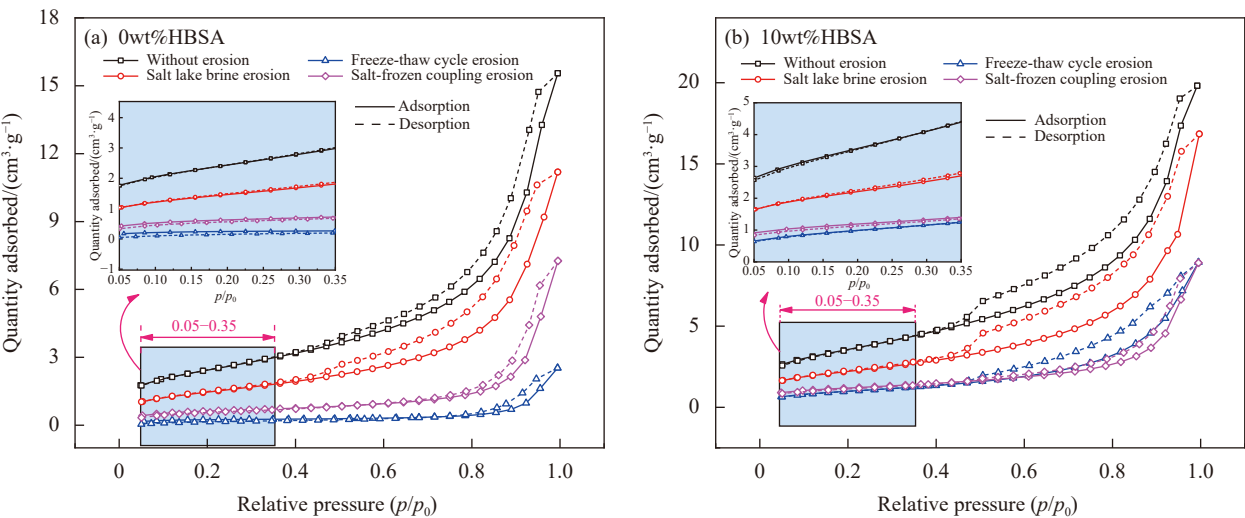 (a) 0wt%HBSA
Without erosion
Freeze-thaw cycle erosion
Salt lake brine erosion
Salt-frozen coupling erosion
Adsorption
Desorption
Quantity adsorbed/(cm³·g⁻¹)
18
15
12
9
6
3
0
Quantity adsorbed/(cm³·g⁻¹)
4
3
2
1
0
−1
0.05 0.10 0.15 0.20 0.25 0.30 0.35
p/p₀
0.05−0.35
0 0.2 0.4 0.6 0.8 1.0
Relative pressure (p/p₀)
(b) 10wt%HBSA
Without erosion
Freeze-thaw cycle erosion
Salt lake brine erosion
Salt-frozen coupling erosion
Adsorption
Desorption
Quantity adsorbed/(cm³·g⁻¹)
20
15
10
5
0
Quantity adsorbed/(cm³·g⁻¹)
5
4
3
2
1
0
0.05 0.10 0.15 0.20 0.25 0.30 0.35
p/p₀
0.05−0.35
0 0.2 0.4 0.6 0.8 1.0
Relative pressure (p/p₀)